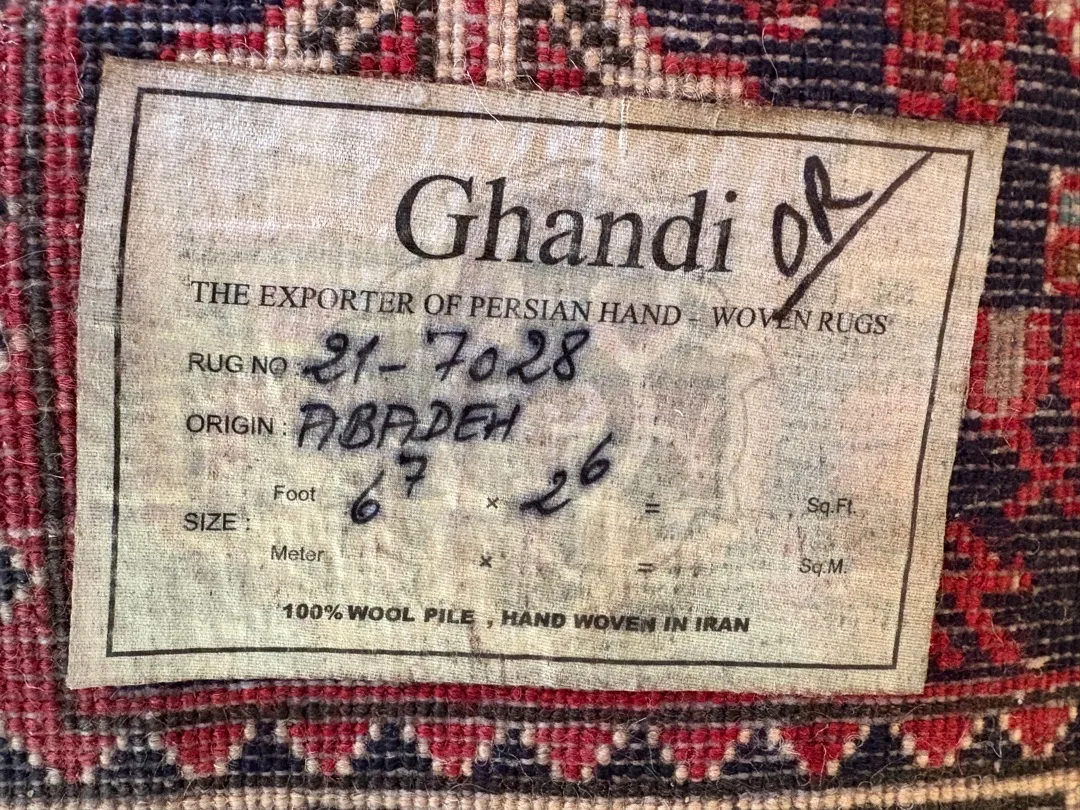 Ghandi OR
THE EXPORTER OF PERSIAN HAND - WOVEN RUGS
RUG NO 21-7028
ORIGIN : ABADEH
SIZE : Foot 6⁷ × 2⁶ = Sq.Ft.
Meter × = Sq.M.
100% WOOL PILE , HAND WOVEN IN IRAN